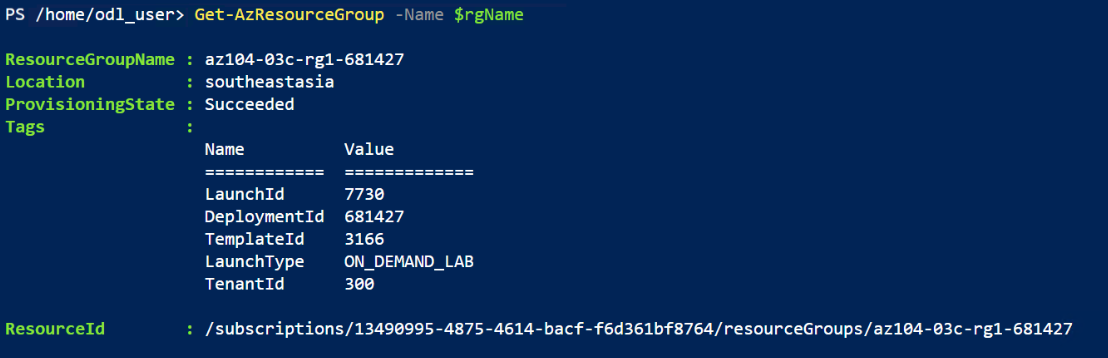 PS /home/odl_user> Get-AzResourceGroup -Name $rgName
ResourceGroupName : az104-03c-rg1-681427
Location          : southeastasia
ProvisioningState : Succeeded
Tags              :
                    Name          Value
                    ============  =============
                    LaunchId      7730
                    DeploymentId  681427
                    TemplateId    3166
                    LaunchType    ON_DEMAND_LAB
                    TenantId      300
ResourceId        : /subscriptions/13490995-4875-4614-bacf-f6d361bf8764/resourceGroups/az104-03c-rg1-681427